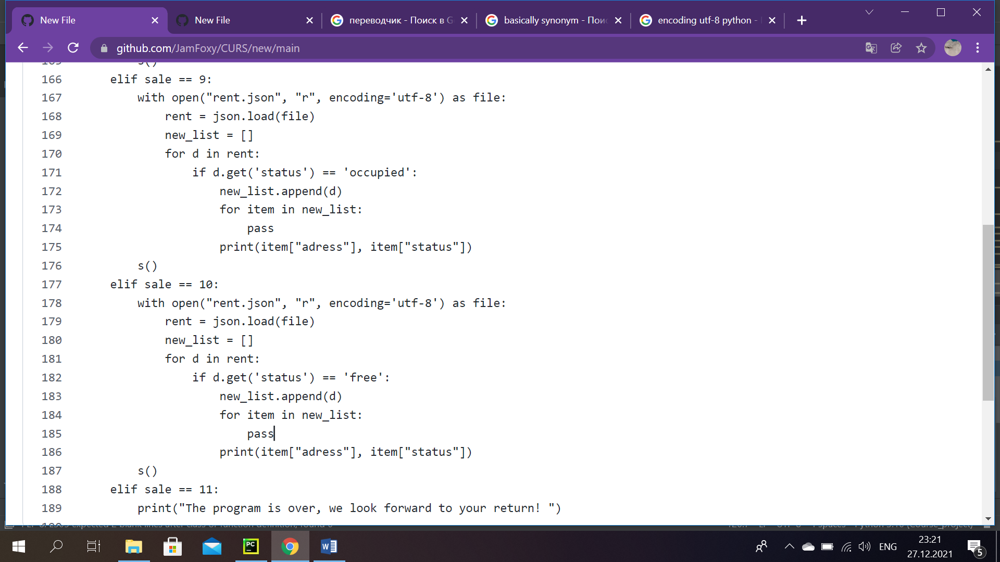 New File
New File
переводчик - Поиск в G
basically synonym - Пои
encoding utf-8 python -
github.com/JamFoxy/CURS/new/main
165 s()
166 elif sale == 9:
167 with open("rent.json", "r", encoding='utf-8') as file:
168 rent = json.load(file)
169 new_list = []
170 for d in rent:
171 if d.get('status') == 'occupied':
172 new_list.append(d)
173 for item in new_list:
174 pass
175 print(item["adress"], item["status"])
176 s()
177 elif sale == 10:
178 with open("rent.json", "r", encoding='utf-8') as file:
179 rent = json.load(file)
180 new_list = []
181 for d in rent:
182 if d.get('status') == 'free':
183 new_list.append(d)
184 for item in new_list:
185 pass
186 print(item["adress"], item["status"])
187 s()
188 elif sale == 11:
189 print("The program is over, we look forward to your return! ")
PC
W
ENG
23:21
27.12.2021
5